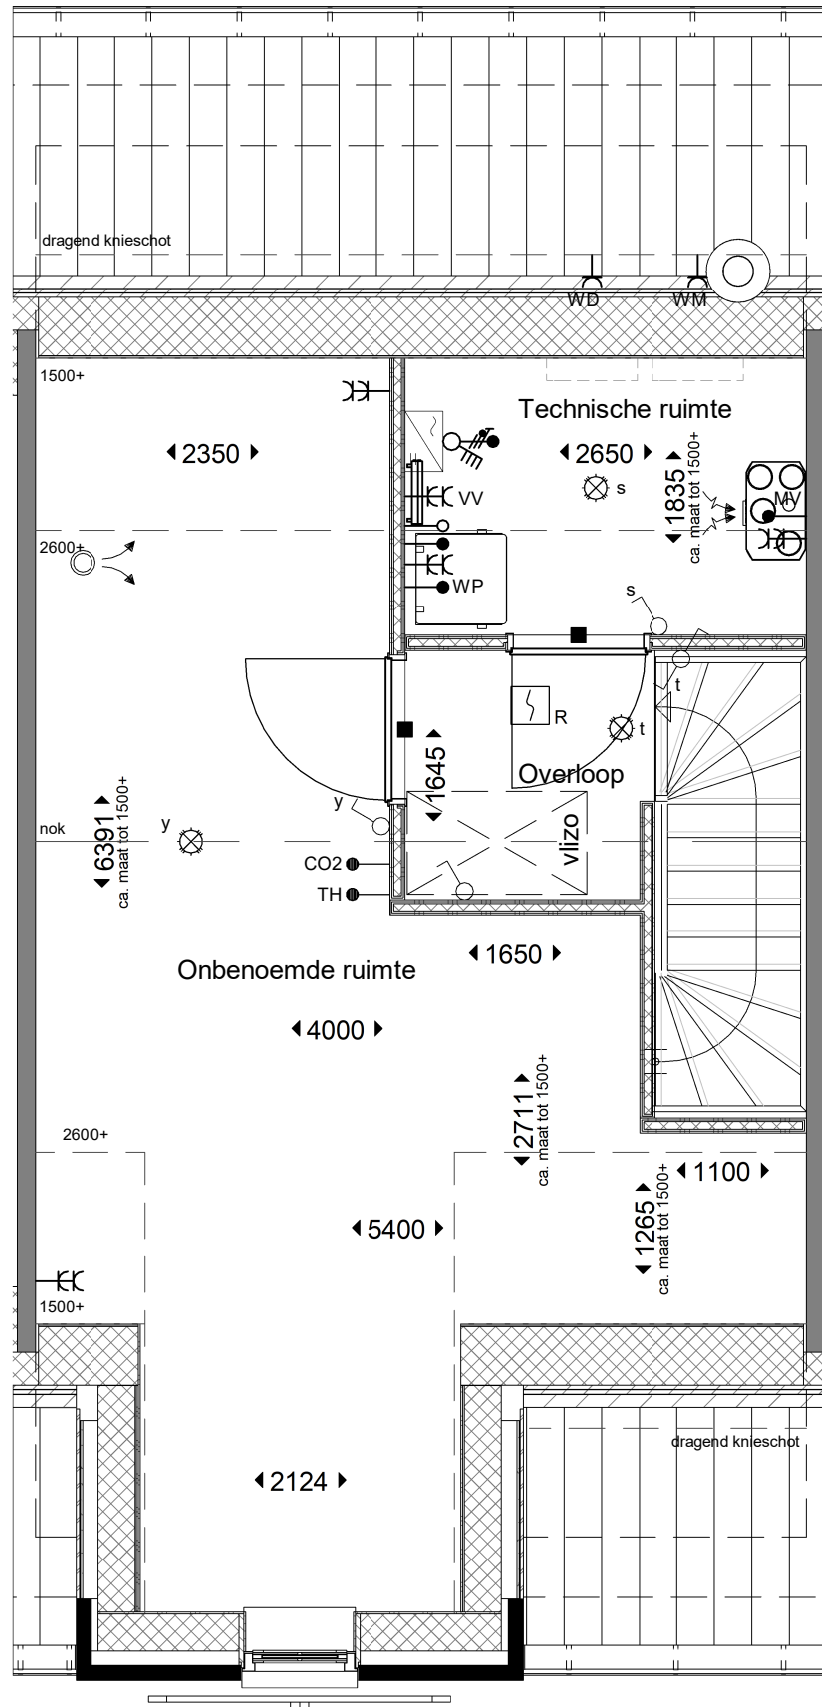 dragend knieschot
WD
WM
1500+
Technische ruimte
2350
2650
1835
ca. maat tot 1500+
s
VV
MV
2600+
WP
s
t
R
t
Overloop
1645
vlizo
y
y
nok
6391
ca. maat tot 1500+
CO2
TH
1650
Onbenoemde ruimte
4000
2711
ca. maat tot 1500+
2600+
1100
1265
ca. maat tot 1500+
5400
1500+
dragend knieschot
2124